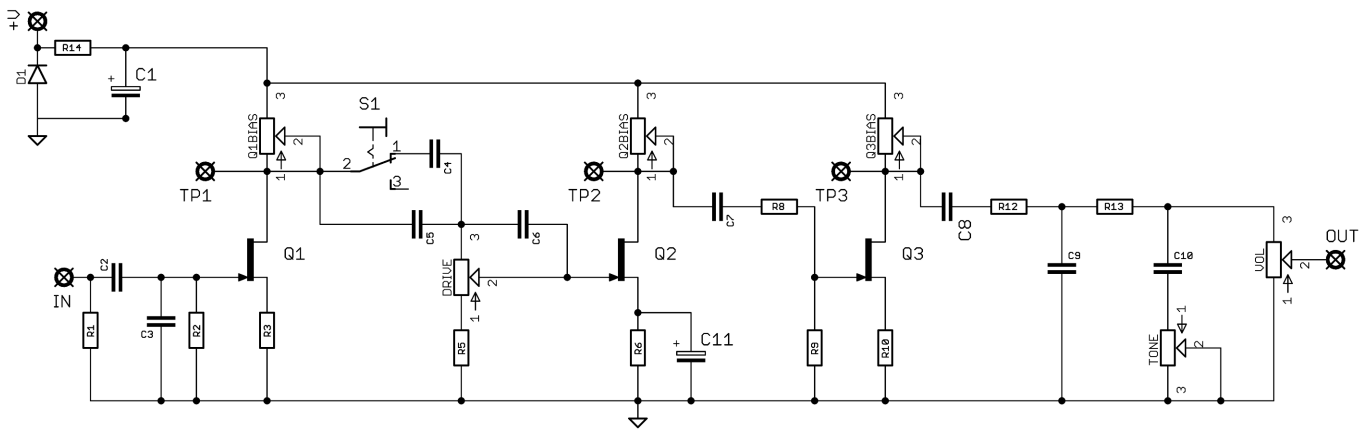 +V
R14
D1
+
C1
3
Q1BIAS
2
1
TP1
S1
2
1
3
C4
C5
C6
3
DRIVE
2
1
R5
IN
C2
R1
C3
R2
R3
Q1
3
Q2BIAS
2
1
TP2
Q2
C7
R8
R6
+
C11
3
Q3BIAS
2
1
TP3
Q3
R9
R10
C8
R12
R13
C9
C10
1
TONE
2
3
3
VOL
2
1
OUT